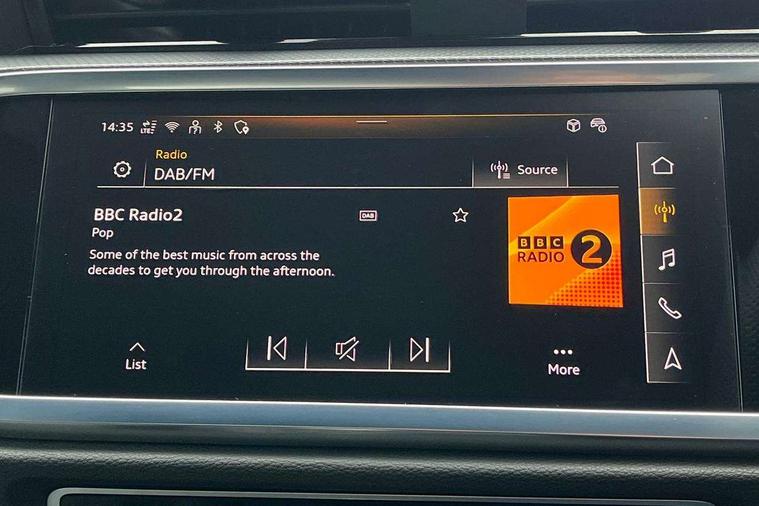 14:35 LTE
Radio
DAB/FM
Source
BBC Radio2
DAB
Pop
Some of the best music from across the
decades to get you through the afternoon.
BBC
RADIO 2
List
More